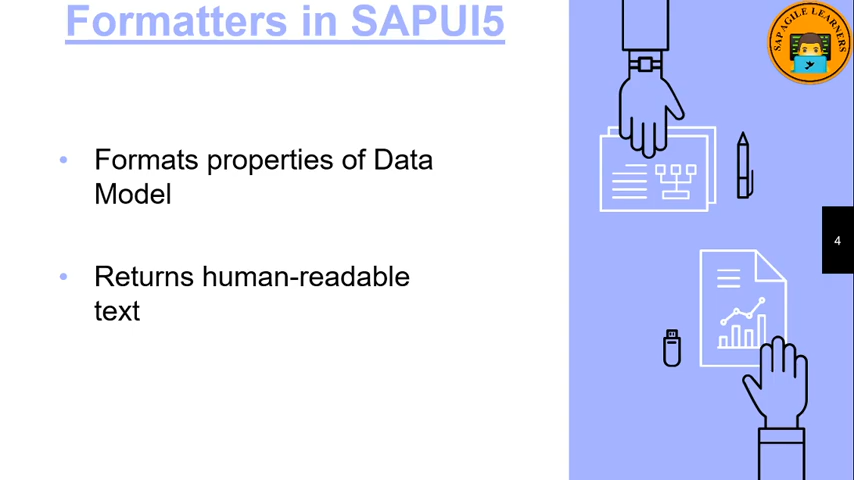 Formatters in SAPUI5
SAP AGILE LEARNERS
• Formats properties of Data
Model
4
• Returns human-readable
text